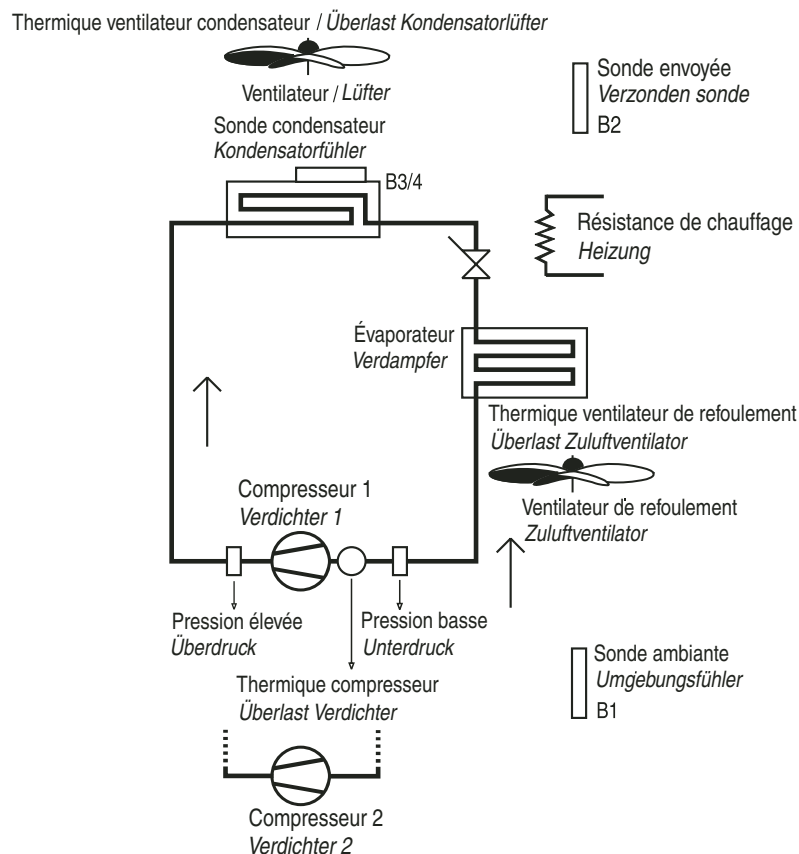 Thermique ventilateur condensateur / Überlast Kondensatorlüfter
Ventilateur / Lüfter
Sonde condensateur
Kondensatorfühler
B3/4
Sonde envoyée
Verzonden sonde
B2
Résistance de chauffage
Heizung
Évaporateur
Verdampfer
Thermique ventilateur de refoulement
Überlast Zuluftventilator
Ventilateur de refoulement
Zuluftventilator
Compresseur 1
Verdichter 1
Pression élevée
Überdruck
Pression basse
Unterdruck
Thermique compresseur
Überlast Verdichter
Sonde ambiante
Umgebungsfühler
B1
Compresseur 2
Verdichter 2